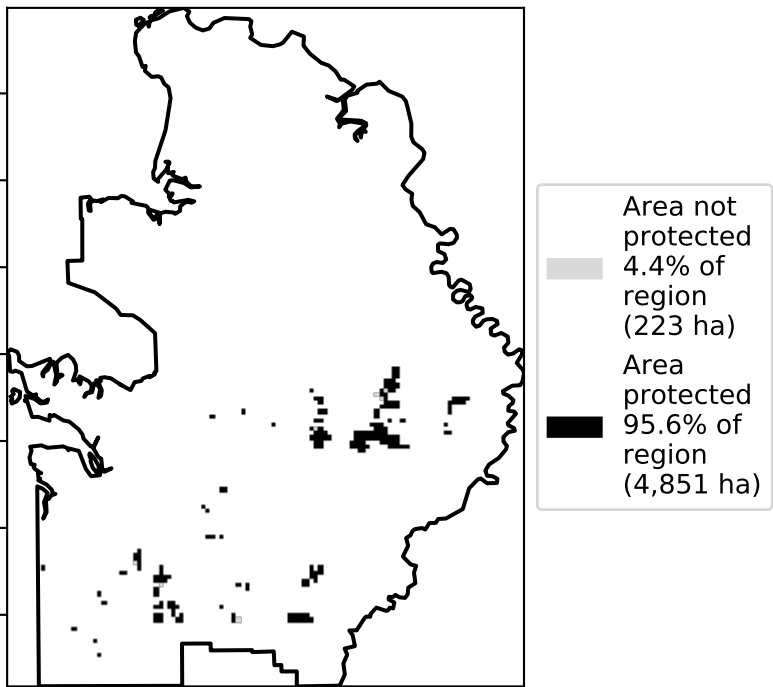 Area not
protected
4.4% of
region
(223 ha)
Area
protected
95.6% of
region
(4,851 ha)